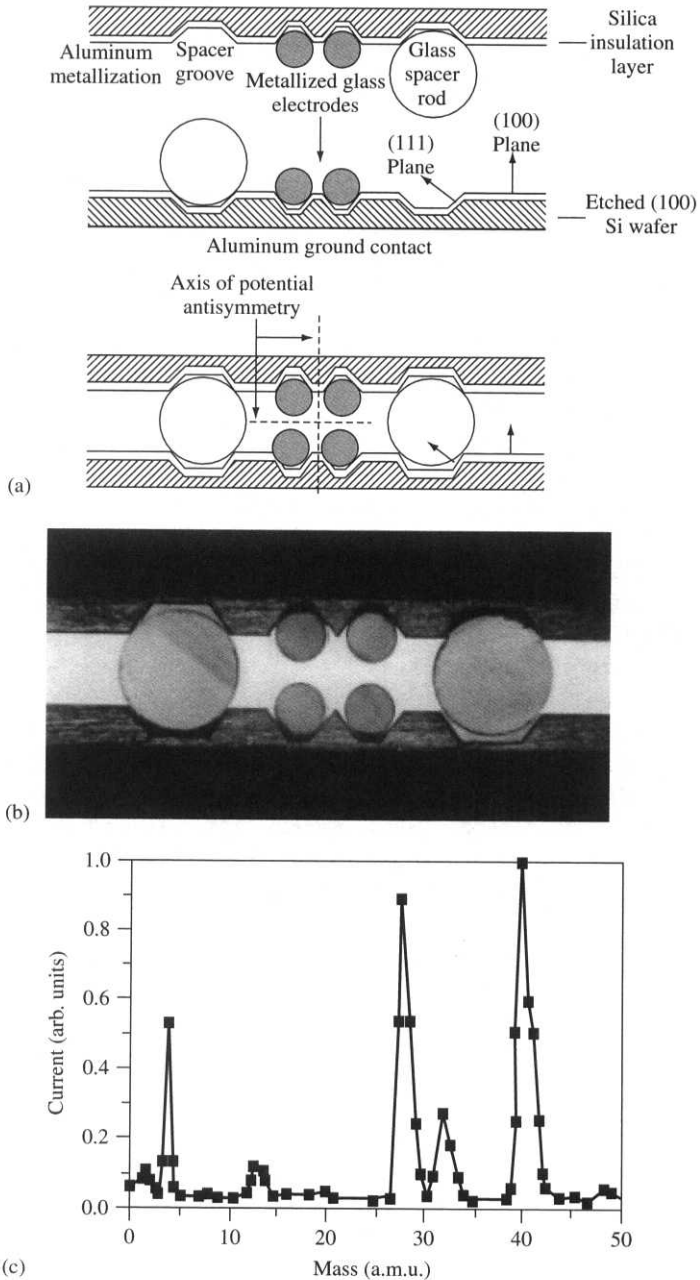 Silica
insulation
layer
Aluminum
metallization
Spacer
groove
Metallized glass
electrodes
Glass
spacer
rod
(111)
Plane
(100)
Plane
Etched (100)
Si wafer
Aluminum ground contact
Axis of potential
antisymmetry
(a)
(b)
1.0
0.8
0.6
0.4
0.2
0.0
Current (arb. units)
0
10
20
30
40
50
Mass (a.m.u.)
(c)